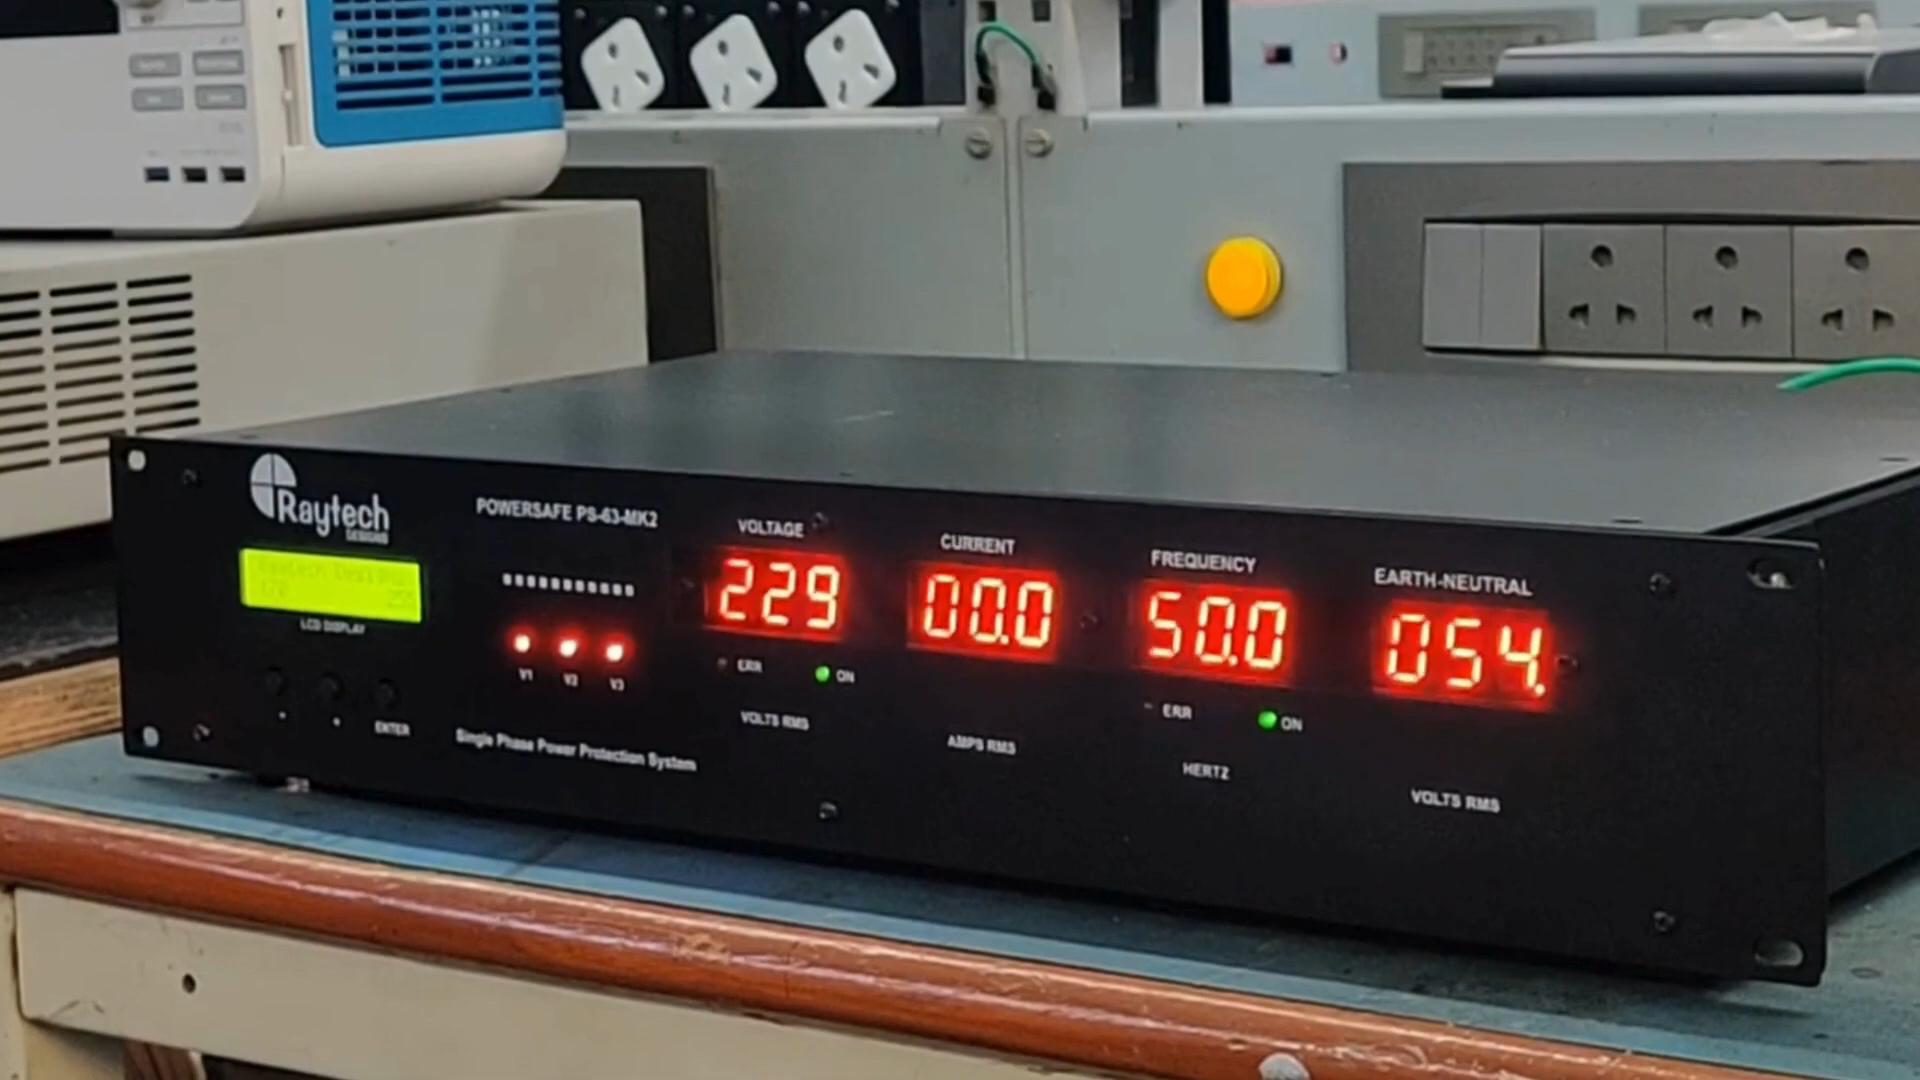 Raytech
DESIGNS
POWERSAFE PS-63-MK2
VOLTAGE
CURRENT
FREQUENCY
EARTH-NEUTRAL
229
00.0
50.0
054.
LCD DISPLAY
V1 V2 V3
ERR ON
ERR ON
ENTER
Single Phase Power Protection System
VOLTS RMS
AMPS RMS
HERTZ
VOLTS RMS